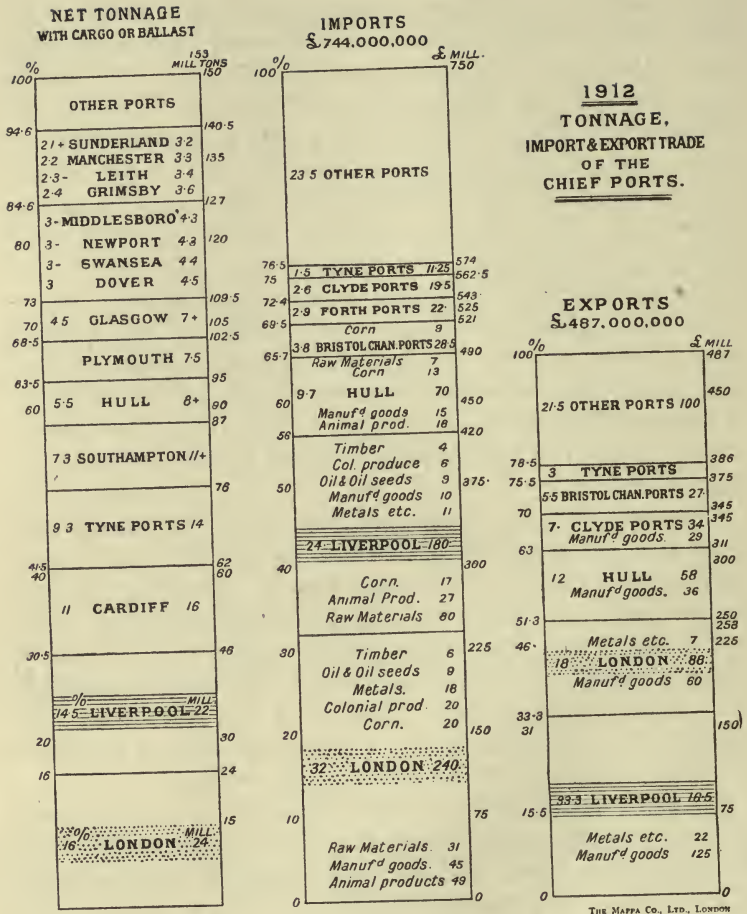 NET TONNAGE
WITH CARGO OR BALLAST
% 153
MILL TONS
100 150
OTHER PORTS
94·6 140·5
21+ SUNDERLAND 3·2
2·2 MANCHESTER 3·3 135
2·3- LEITH 3·4
2·4 GRIMSBY 3·6
84·6 127
3- MIDDLESBORO' 4·3
80 3- NEWPORT 4·3 120
3- SWANSEA 4·4
3 DOVER 4·5
73 109·5
70 4·5 GLASGOW 7+ 105
68·5 102·5
PLYMOUTH 7·5
63·5 95
60 5·5 HULL 8+ 90
87
7·3 SOUTHAMPTON 11+
76
9·3 TYNE PORTS 14
41·5 62
40 60
11 CARDIFF 16
30·5 46
% MILL
14·5 LIVERPOOL 22
20 30
16 24
15
% MILL
16 LONDON 24
IMPORTS
£744.000,000
% £ MILL.
100 750
23·5 OTHER PORTS
76·5 574
1·5 TYNE PORTS 11·25
75 562·5
2·6 CLYDE PORTS 19·5
72·4 543·
2·9 FORTH PORTS 22· 525
69·5 521
Corn 9
3·8 BRISTOL CHAN. PORTS 28·5
65·7 490
Raw Materials 7
Corn 13
9·7 HULL 70
60 450
Manufd goods 15
Animal prod. 18
56 420
Timber 4
Col. produce 6
Oil & Oil seeds 9 375·
50 Manufd goods 10
Metals etc. 11
24 LIVERPOOL 180
40 300
Corn. 17
Animal Prod. 27
Raw Materials 80
30 225
Timber 6
Oil & Oil seeds 9
Metals. 18
Colonial prod. 20
Corn. 20
20 150
32 LONDON 240
10 75
Raw Materials. 31
Manufd goods. 45
Animal products 49
0 0
1912
TONNAGE,
IMPORT & EXPORT TRADE
OF THE
CHIEF PORTS.
EXPORTS
£487.000,000
% £ MILL
100 487
21·5 OTHER PORTS 100 450
78·5 386
3 TYNE PORTS
75·5 375
5·5 BRISTOL CHAN. PORTS 27·
70 345
345
7· CLYDE PORTS 34
Manufd goods. 29
63 311
300
12 HULL 58
Manufd goods. 36
51·3 250
258
46· Metals etc. 7 225
18 LONDON 88
Manufd goods 60
33·3
31 150)
33·3 LIVERPOOL 16·5
15·5 75
Metals etc. 22
Manufd goods 125
0 0
THE MAPPA CO., LTD., LONDON